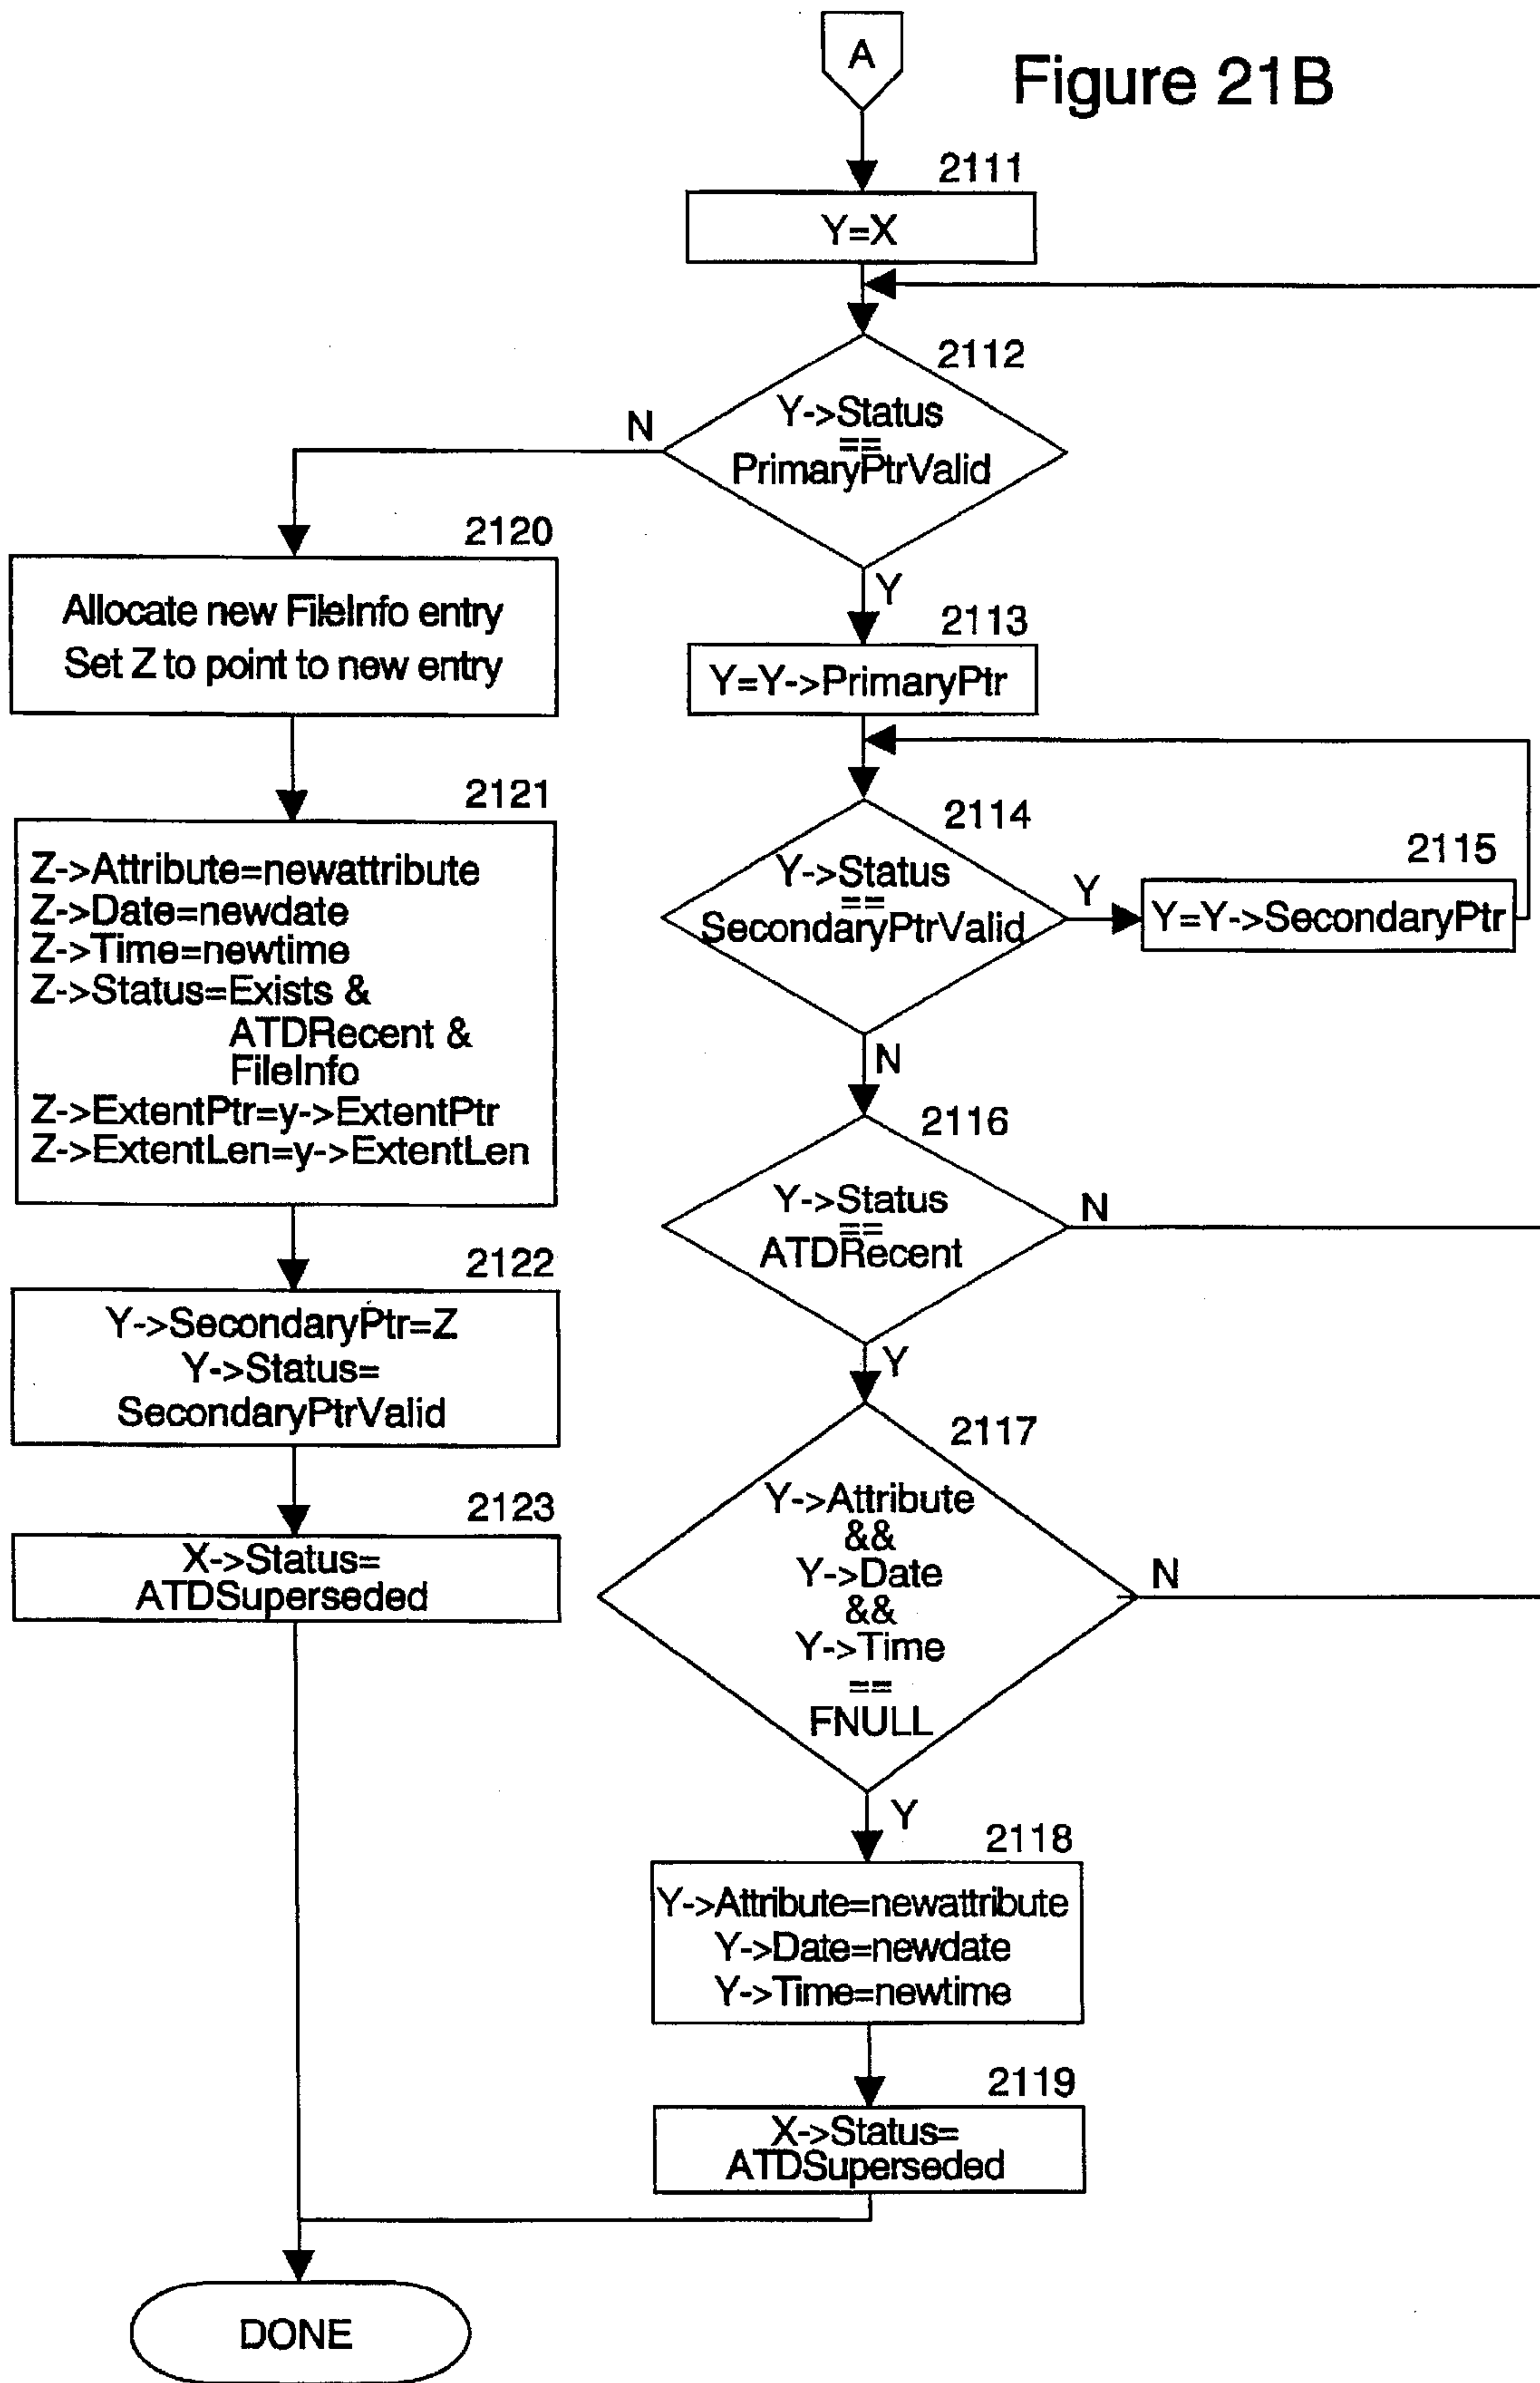 A
Figure 21B
2111
Y=X
2112
Y->Status
==
PrimaryPtrValid
N
Y
2120
Allocate new FileInfo entry
Set Z to point to new entry
2113
Y=Y->PrimaryPtr
2121
Z->Attribute=newattribute
Z->Date=newdate
Z->Time=newtime
Z->Status=Exists &
ATDRecent &
FileInfo
Z->ExtentPtr=y->ExtentPtr
Z->ExtentLen=y->ExtentLen
2114
Y->Status
==
SecondaryPtrValid
Y
2115
Y=Y->SecondaryPtr
N
2116
Y->Status
==
ATDRecent
N
Y
2122
Y->SecondaryPtr=Z
Y->Status=
SecondaryPtrValid
2117
Y->Attribute
&&
Y->Date
&&
Y->Time
==
FNULL
N
Y
2123
X->Status=
ATDSuperseded
2118
Y->Attribute=newattribute
Y->Date=newdate
Y->Time=newtime
2119
X->Status=
ATDSuperseded
DONE